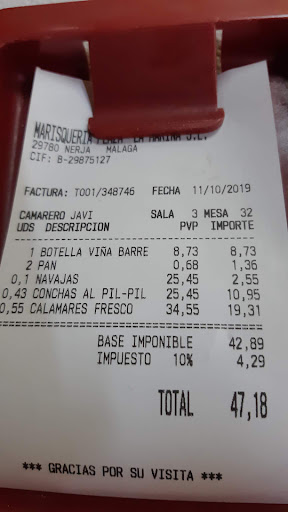 MARISQUERIA PLAZA LA MARINA S.L.
29780 NERJA MALAGA
CIF: B-29875127
FACTURA: T001/348746 FECHA 11/10/2019
CAMARERO JAVI SALA 3 MESA 32
UDS DESCRIPCION PVP IMPORTE
1 BOTELLA VIÑA BARRE 8,73 8,73
2 PAN 0,68 1,36
0,1 NAVAJAS 25,45 2,55
0,43 CONCHAS AL PIL-PIL 25,45 10,95
0,55 CALAMARES FRESCO 34,55 19,31
BASE IMPONIBLE 42,89
IMPUESTO 10% 4,29
TOTAL 47,18
*** GRACIAS POR SU VISITA ***